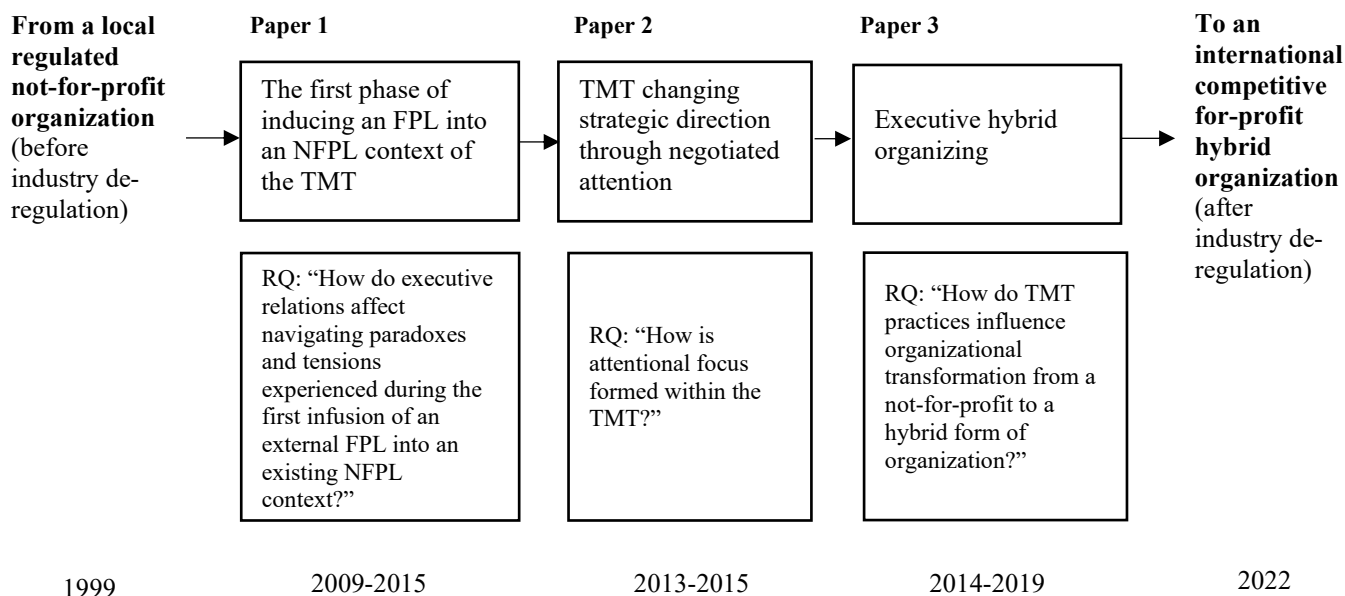 From a local
regulated
not-for-profit
organization
(before
industry de-
regulation)
Paper 1
The first phase of
inducing an FPL into
an NFPL context of
the TMT
RQ: “How do executive
relations affect
navigating paradoxes
and tensions
experienced during the
first infusion of an
external FPL into an
existing NFPL
context?”
Paper 2
TMT changing
strategic direction
through negotiated
attention
RQ: “How is
attentional focus
formed within the
TMT?”
Paper 3
Executive hybrid
organizing
RQ: “How do TMT
practices influence
organizational
transformation from a
not-for-profit to a
hybrid form of
organization?”
To an
international
competitive
for-profit
hybrid
organization
(after
industry de-
regulation)
1999
2009-2015
2013-2015
2014-2019
2022